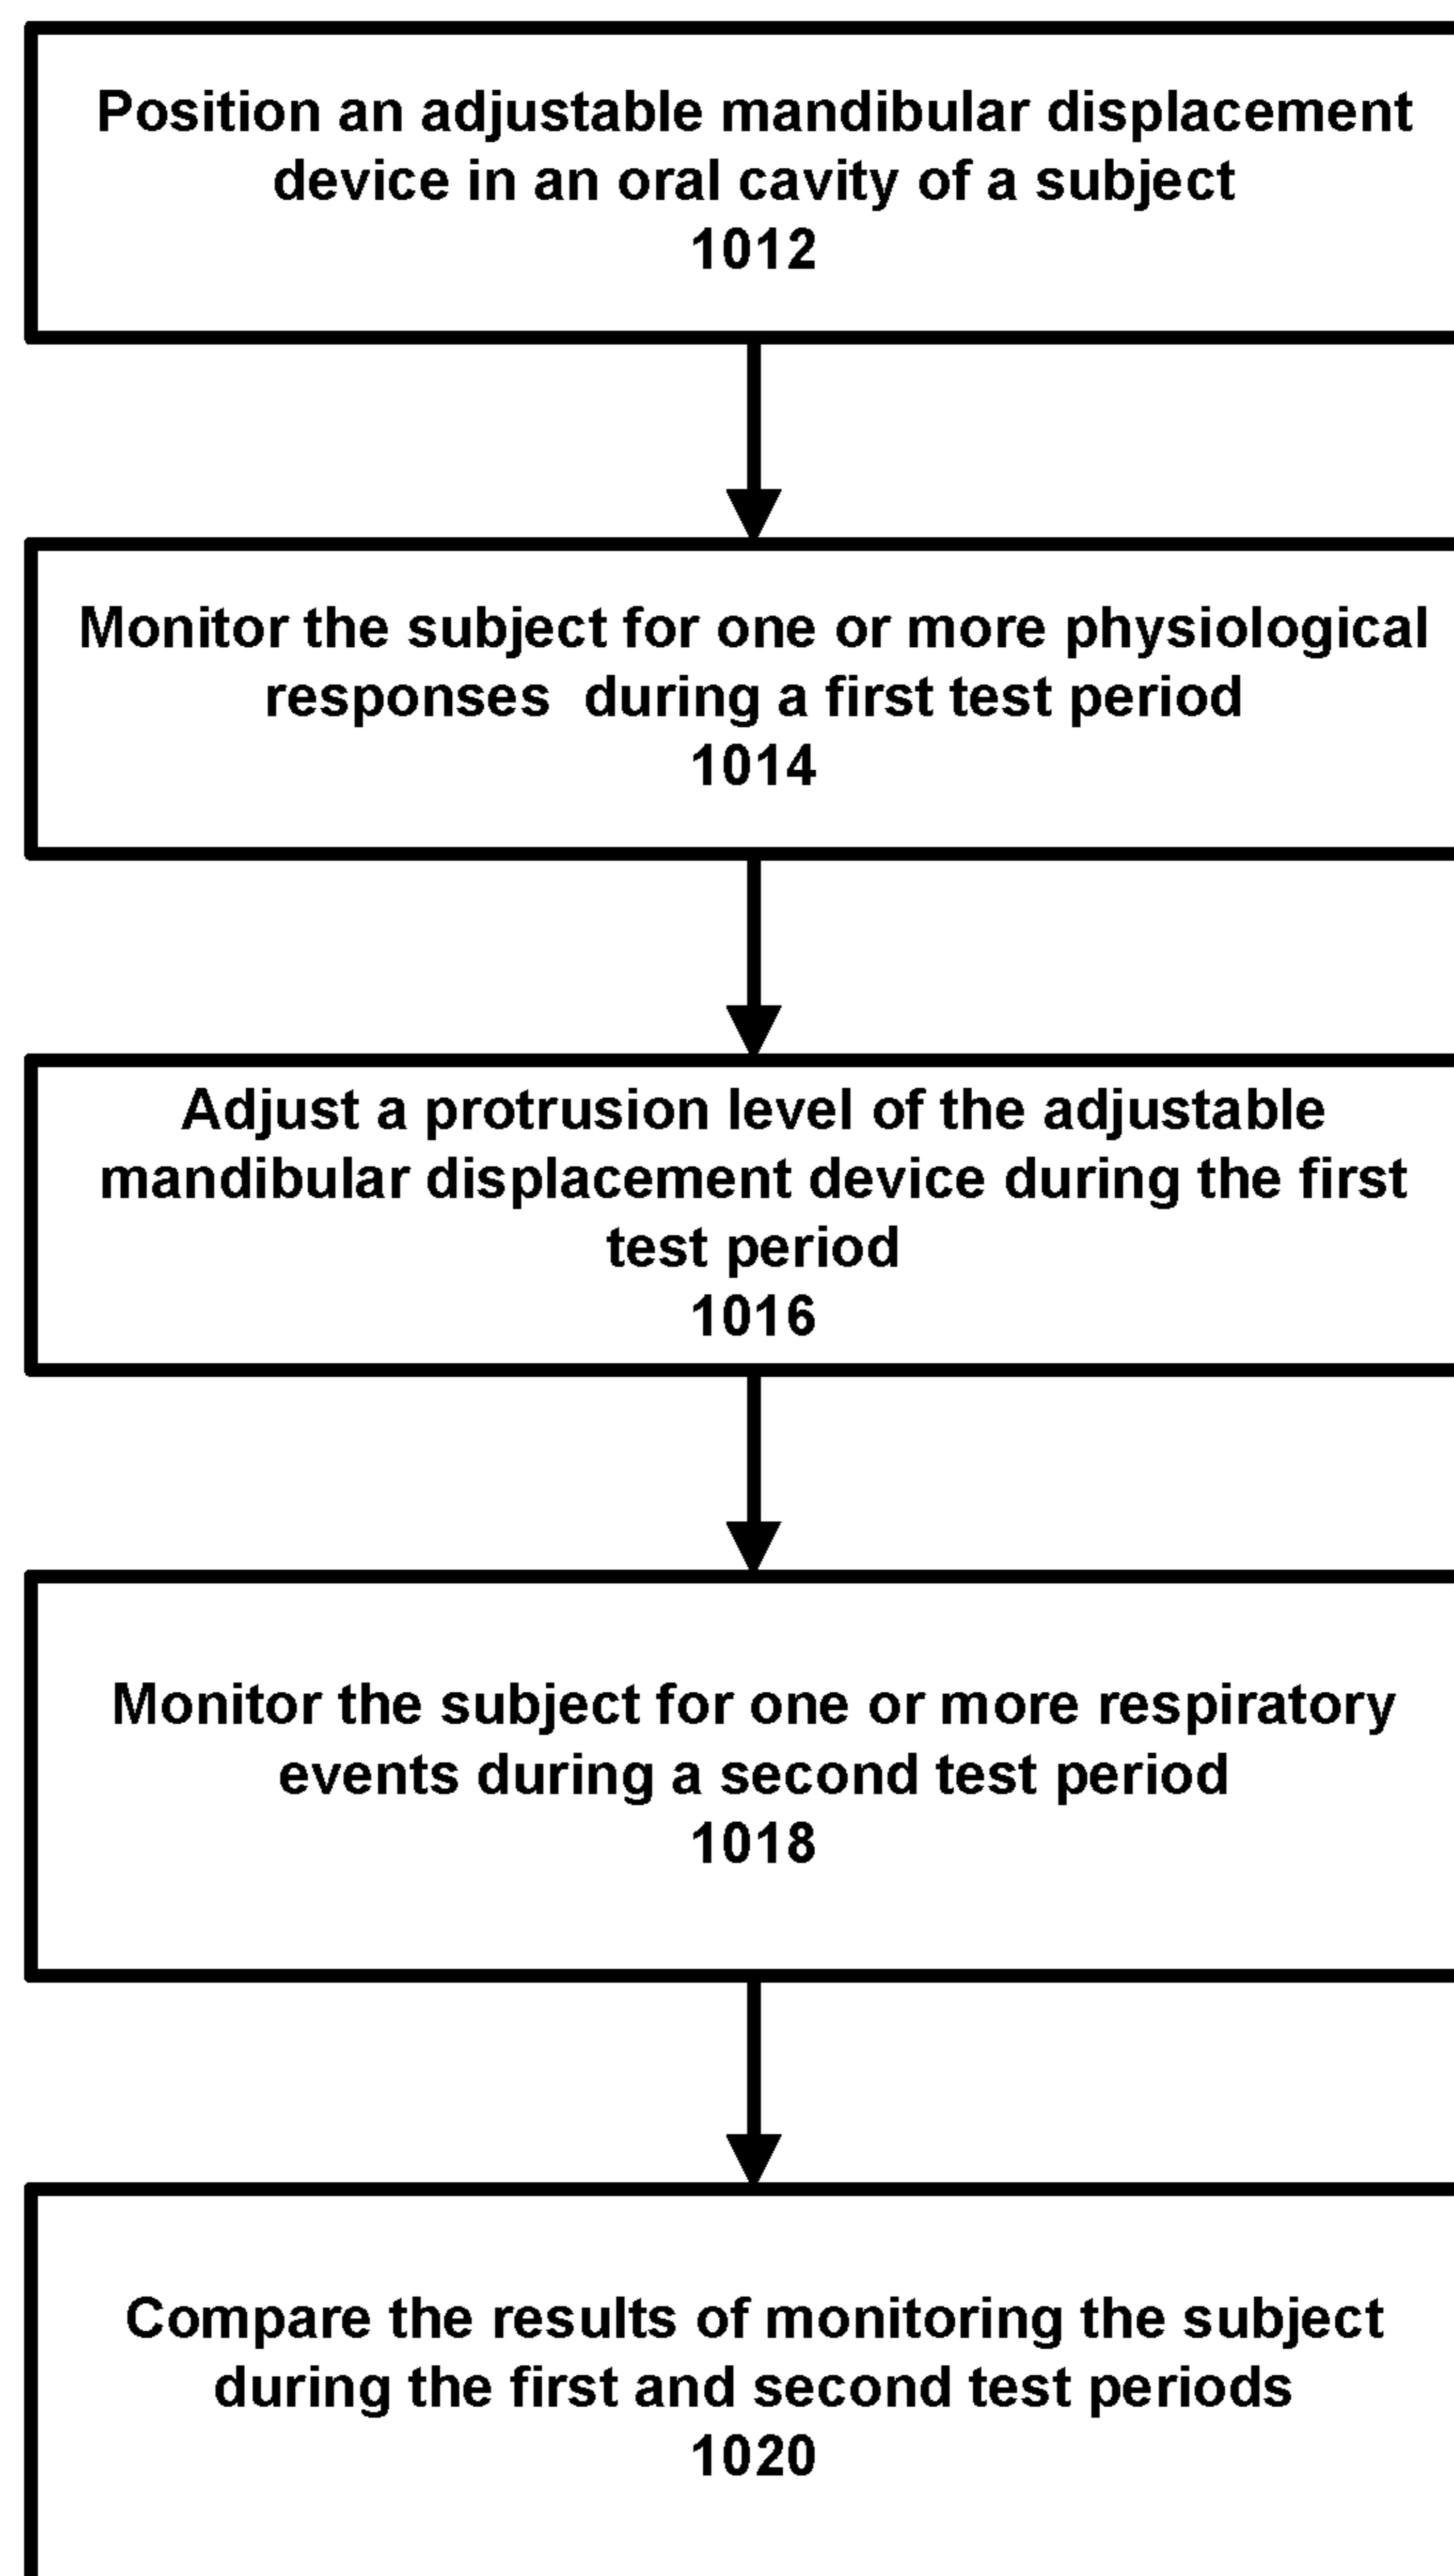 Position an adjustable mandibular displacement
device in an oral cavity of a subject
1012
Monitor the subject for one or more physiological
responses  during a first test period
1014
Adjust a protrusion level of the adjustable
mandibular displacement device during the first
test period
1016
Monitor the subject for one or more respiratory
events during a second test period
1018
Compare the results of monitoring the subject
during the first and second test periods
1020